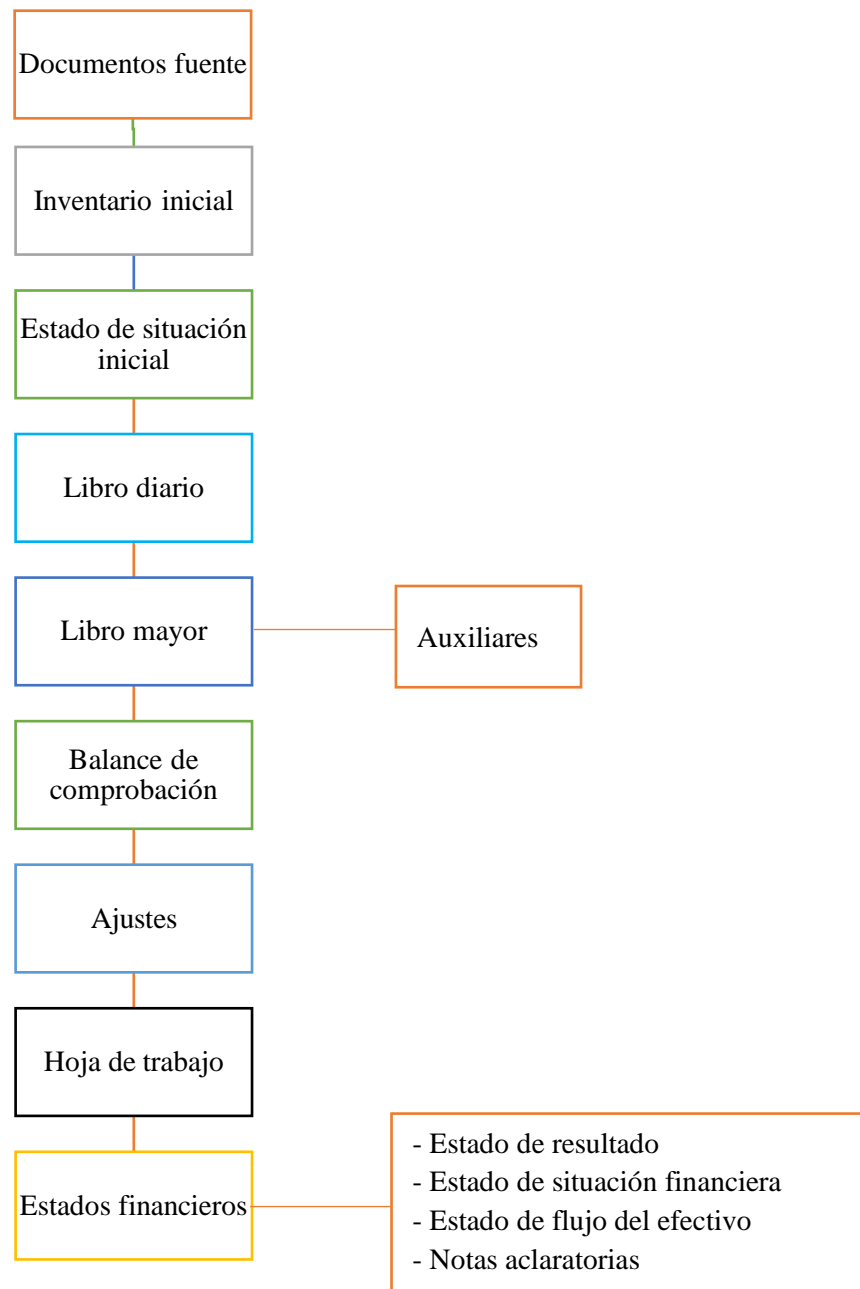 Documentos fuente
Inventario inicial
Estado de situación
inicial
Libro diario
Libro mayor
Auxiliares
Balance de
comprobación
Ajustes
Hoja de trabajo
Estados financieros
- Estado de resultado
- Estado de situación financiera
- Estado de flujo del efectivo
- Notas aclaratorias